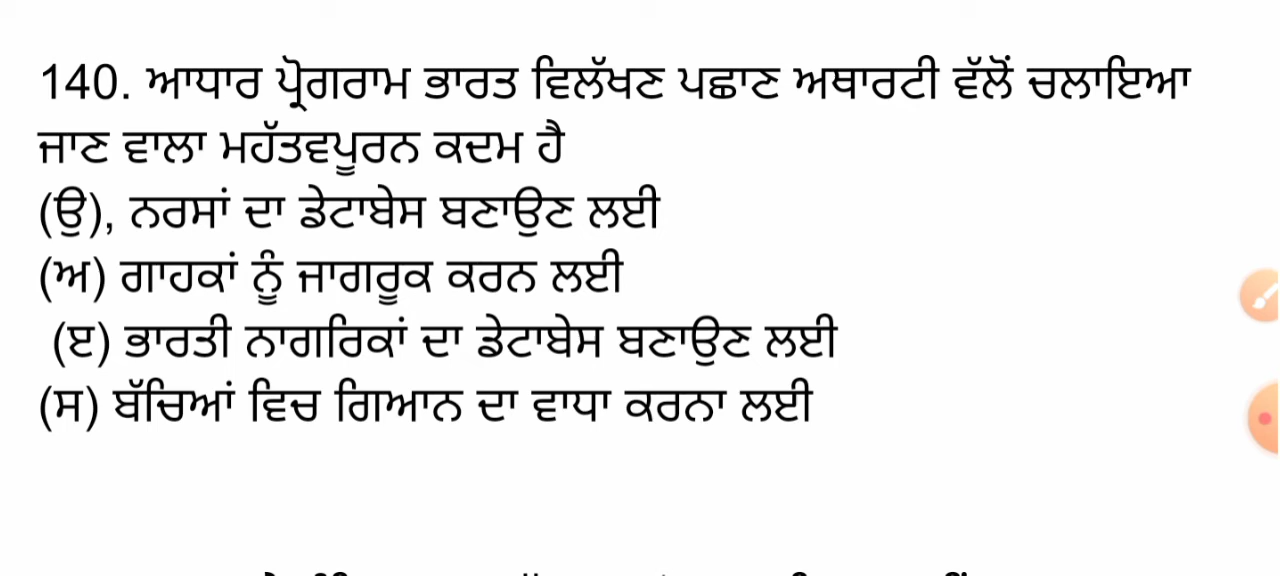 140. ਆਧਾਰ ਪ੍ਰੋਗਰਾਮ ਭਾਰਤ ਵਿਲੱਖਣ ਪਛਾਣ ਅਥਾਰਟੀ ਵੱਲੋਂ ਚਲਾਇਆ
ਜਾਣ ਵਾਲਾ ਮਹੱਤਵਪੂਰਨ ਕਦਮ ਹੈ
(ੳ), ਨਰਸਾਂ ਦਾ ਡੇਟਾਬੇਸ ਬਣਾਉਣ ਲਈ
(ਅ) ਗਾਹਕਾਂ ਨੂੰ ਜਾਗਰੂਕ ਕਰਨ ਲਈ
(ੲ) ਭਾਰਤੀ ਨਾਗਰਿਕਾਂ ਦਾ ਡੇਟਾਬੇਸ ਬਣਾਉਣ ਲਈ
(ਸ) ਬੱਚਿਆਂ ਵਿਚ ਗਿਆਨ ਦਾ ਵਾਧਾ ਕਰਨਾ ਲਈ